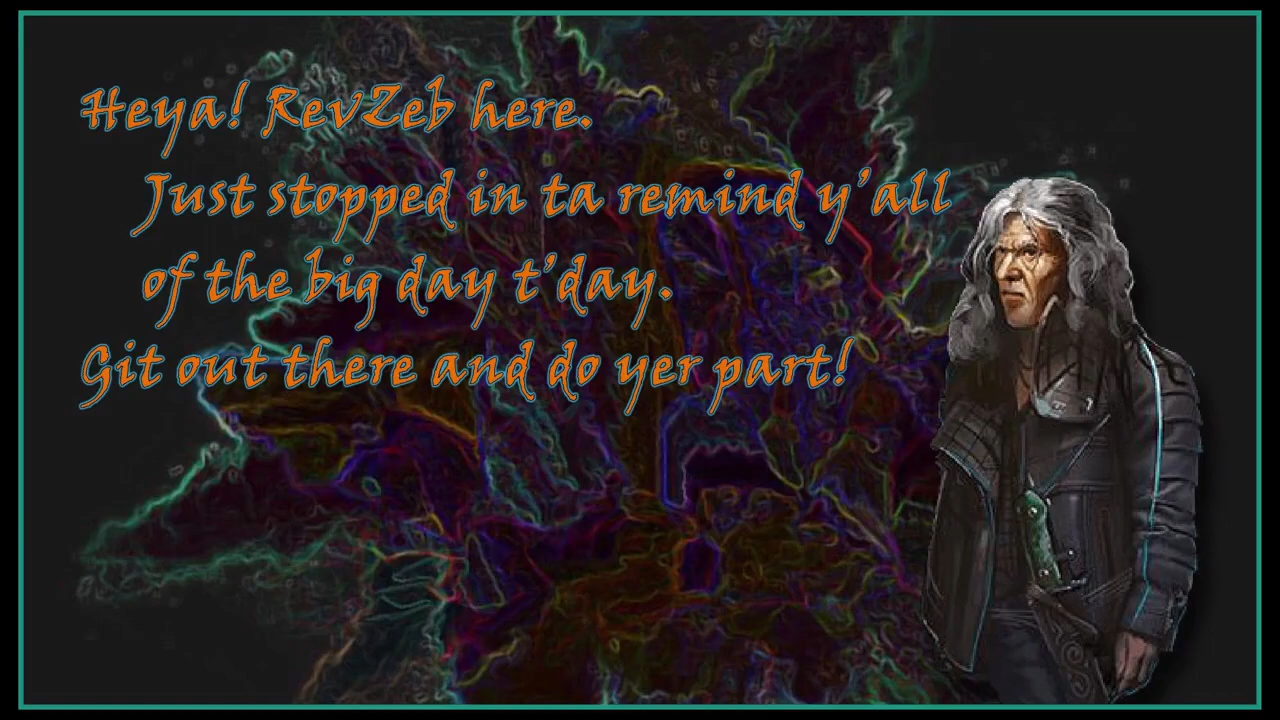 Heya! RevZeb here.
Just stopped in ta remind y'all
of the big day t'day.
Git out there and do yer part!